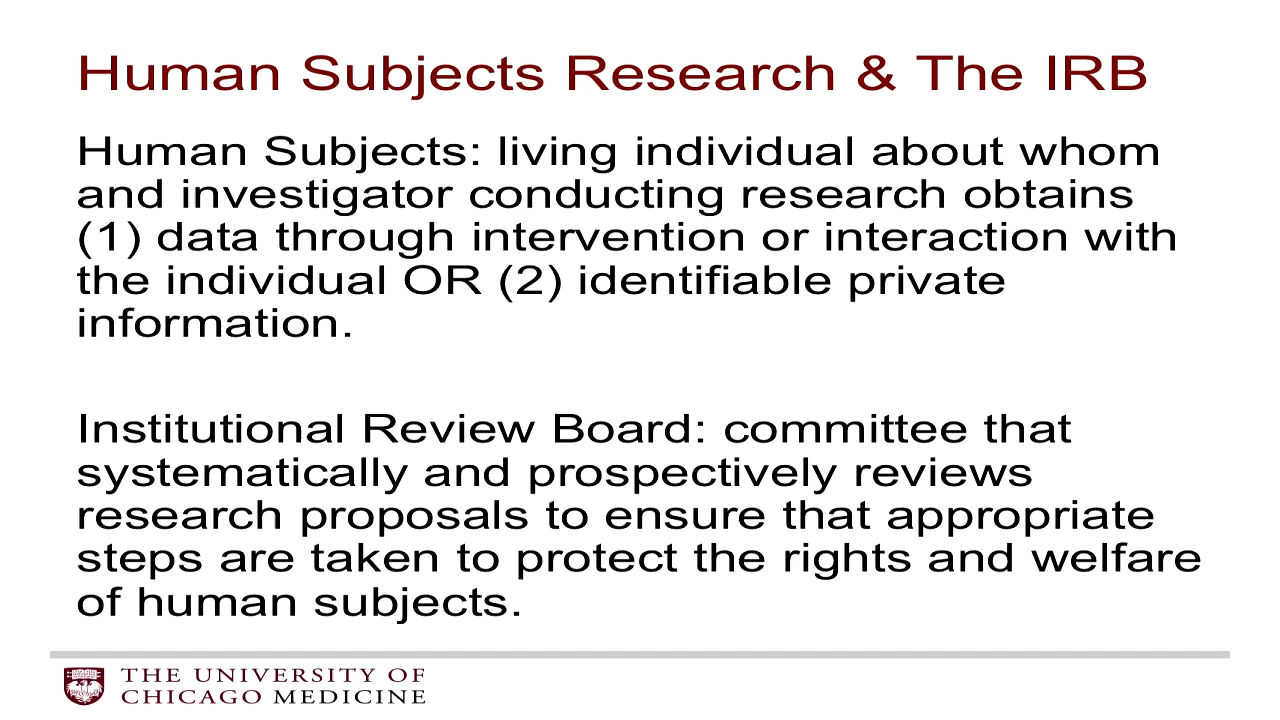 Human Subjects Research & The IRB
Human Subjects: living individual about whom
and investigator conducting research obtains
(1) data through intervention or interaction with
the individual OR (2) identifiable private
information.
Institutional Review Board: committee that
systematically and prospectively reviews
research proposals to ensure that appropriate
steps are taken to protect the rights and welfare
of human subjects.
THE UNIVERSITY OF
CHICAGO MEDICINE